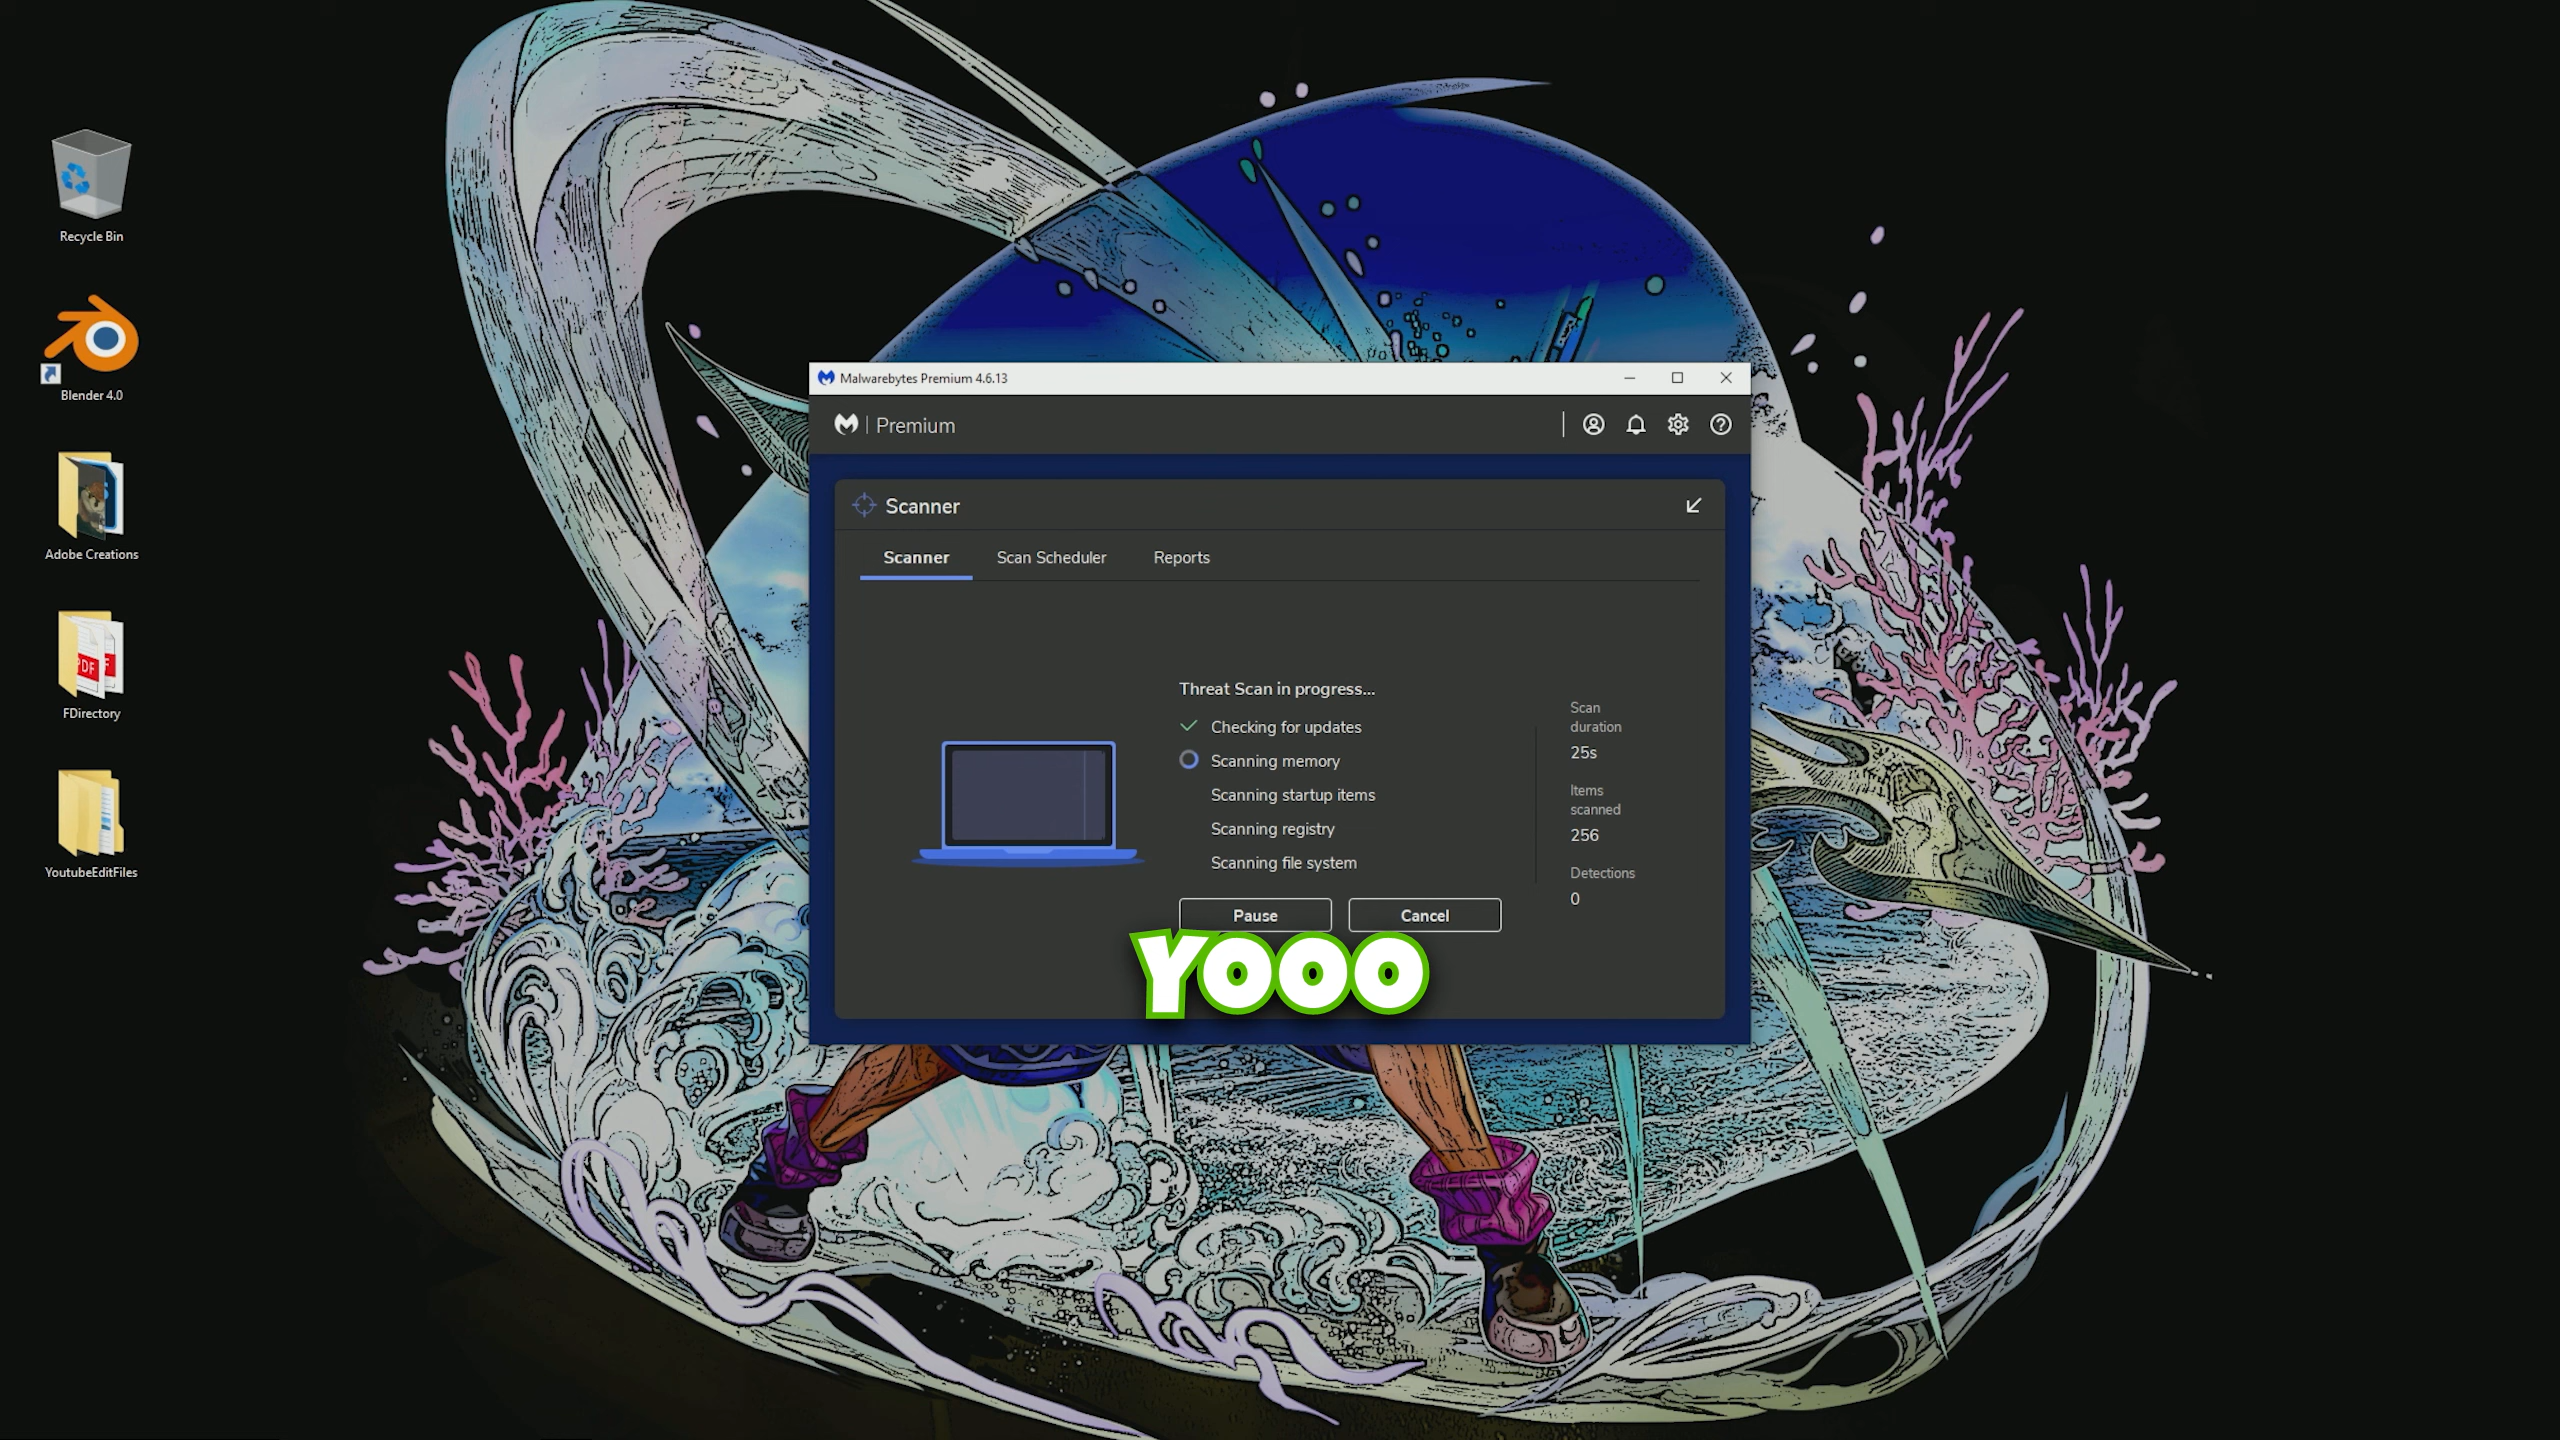 Recycle Bin
Blender 4.0
Adobe Creations
PDF
FDirectory
YoutubeEditFiles
Malwarebytes Premium 4.6.13
Premium
Scanner
Scanner
Scan Scheduler
Reports
Threat Scan in progress...
Checking for updates
Scanning memory
Scanning startup items
Scanning registry
Scanning file system
Pause
Cancel
Scan
duration
25s
Items
scanned
256
Detections
0
YOOO